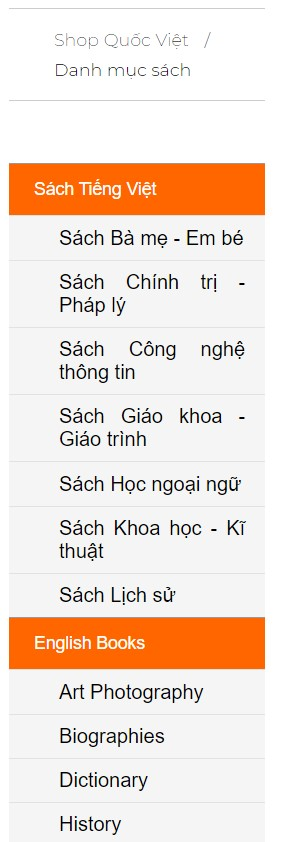 Shop Quốc Việt /
Danh mục sách
Sách Tiếng Việt
Sách Bà mẹ - Em bé
Sách Chính trị -
Pháp lý
Sách Công nghệ
thông tin
Sách Giáo khoa -
Giáo trình
Sách Học ngoại ngữ
Sách Khoa học - Kĩ
thuật
Sách Lịch sử
English Books
Art Photography
Biographies
Dictionary
History